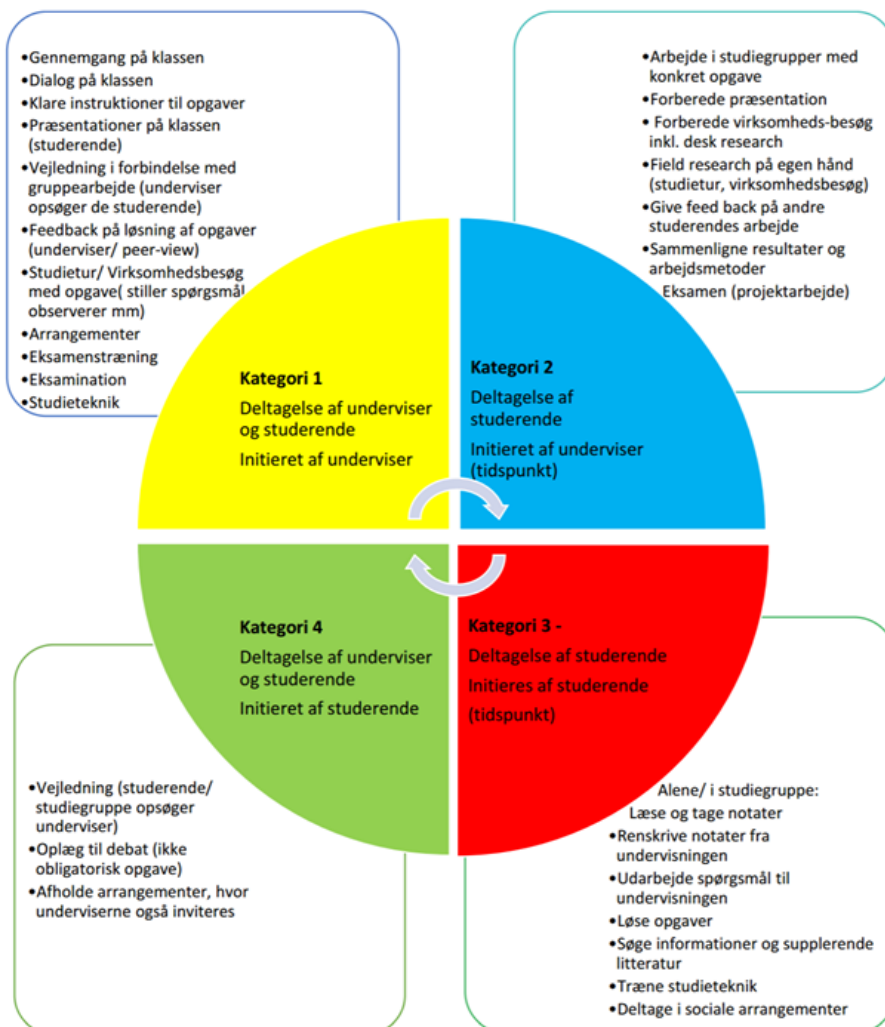 •Gennemgang på klassen
•Dialog på klassen
•Klare instruktioner til opgaver
•Præsentationer på klassen
(studerende)
•Vejledning i forbindelse med
gruppearbejde (underviser
opsøger de studerende)
•Feedback på løsning af opgaver
(underviser/ peer-view)
•Studietur/ Virksomhedsbesøg
med opgave( stiller spørgsmål
observerer mm)
•Arrangementer
•Eksamenstræning
•Eksamination
•Studieteknik
•Arbejde i studiegrupper med
konkret opgave
•Forberede præsentation
• Forberede virksomheds-besøg
inkl. desk research
•Field research på egen hånd
(studietur, virksomhedsbesøg)
•Give feed back på andre
studerendes arbejde
•Sammenligne resultater og
arbejdsmetoder
Eksamen (projektarbejde)
Kategori 1
Deltagelse af underviser
og studerende
Initieret af underviser
Kategori 2
Deltagelse af
studerende
Initieret af underviser
(tidspunkt)
Kategori 4
Deltagelse af underviser
og studerende
Initieret af studerende
Kategori 3 -
Deltagelse af studerende
Initieres af studerende
(tidspunkt)
•Vejledning (studerende/
studiegruppe opsøger
underviser)
•Oplæg til debat (ikke
obligatorisk opgave)
•Afholde arrangementer, hvor
underviserne også inviteres
Alene/ i studiegruppe:
Læse og tage notater
•Renskrive notater fra
undervisningen
•Udarbejde spørgsmål til
undervisningen
•Løse opgaver
•Søge informationer og supplerende
litteratur
•Træne studieteknik
•Deltage i sociale arrangementer